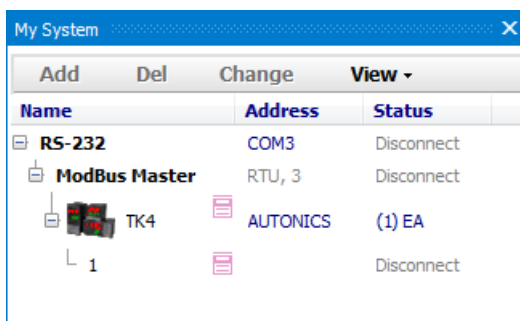 My System
Add Del Change View
Name Address Status
RS-232 COM3 Disconnect
ModBus Master RTU, 3 Disconnect
TK4 AUTONICS (1) EA
1 Disconnect